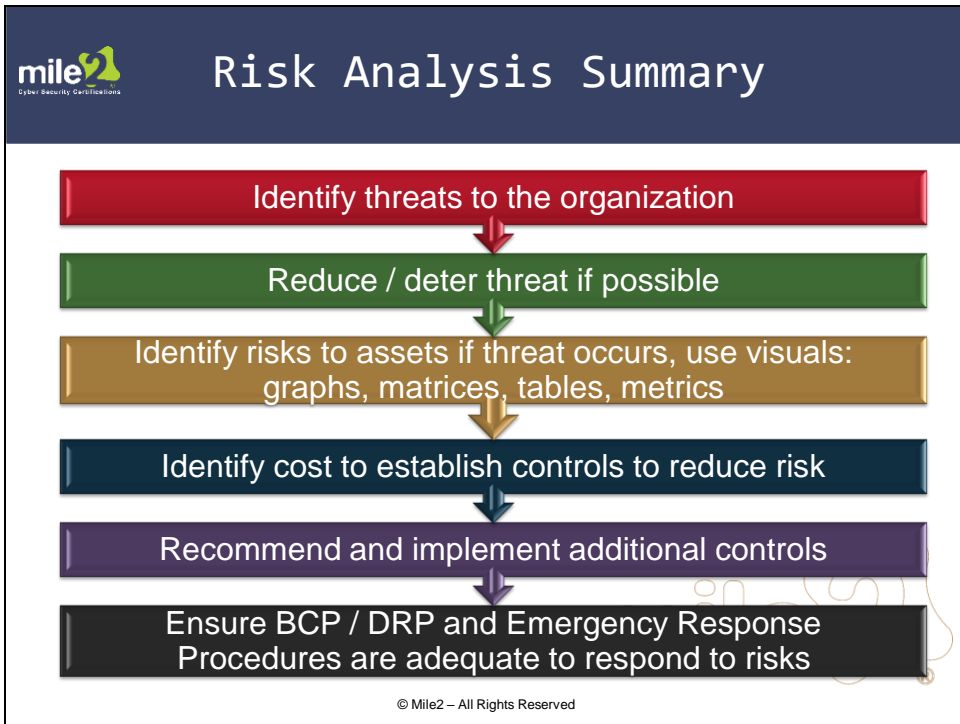 mile2
Cyber Security Certifications
Risk Analysis Summary
Identify threats to the organization
Reduce / deter threat if possible
Identify risks to assets if threat occurs, use visuals:
graphs, matrices, tables, metrics
Identify cost to establish controls to reduce risk
Recommend and implement additional controls
Ensure BCP / DRP and Emergency Response
Procedures are adequate to respond to risks
© Mile2 – All Rights Reserved